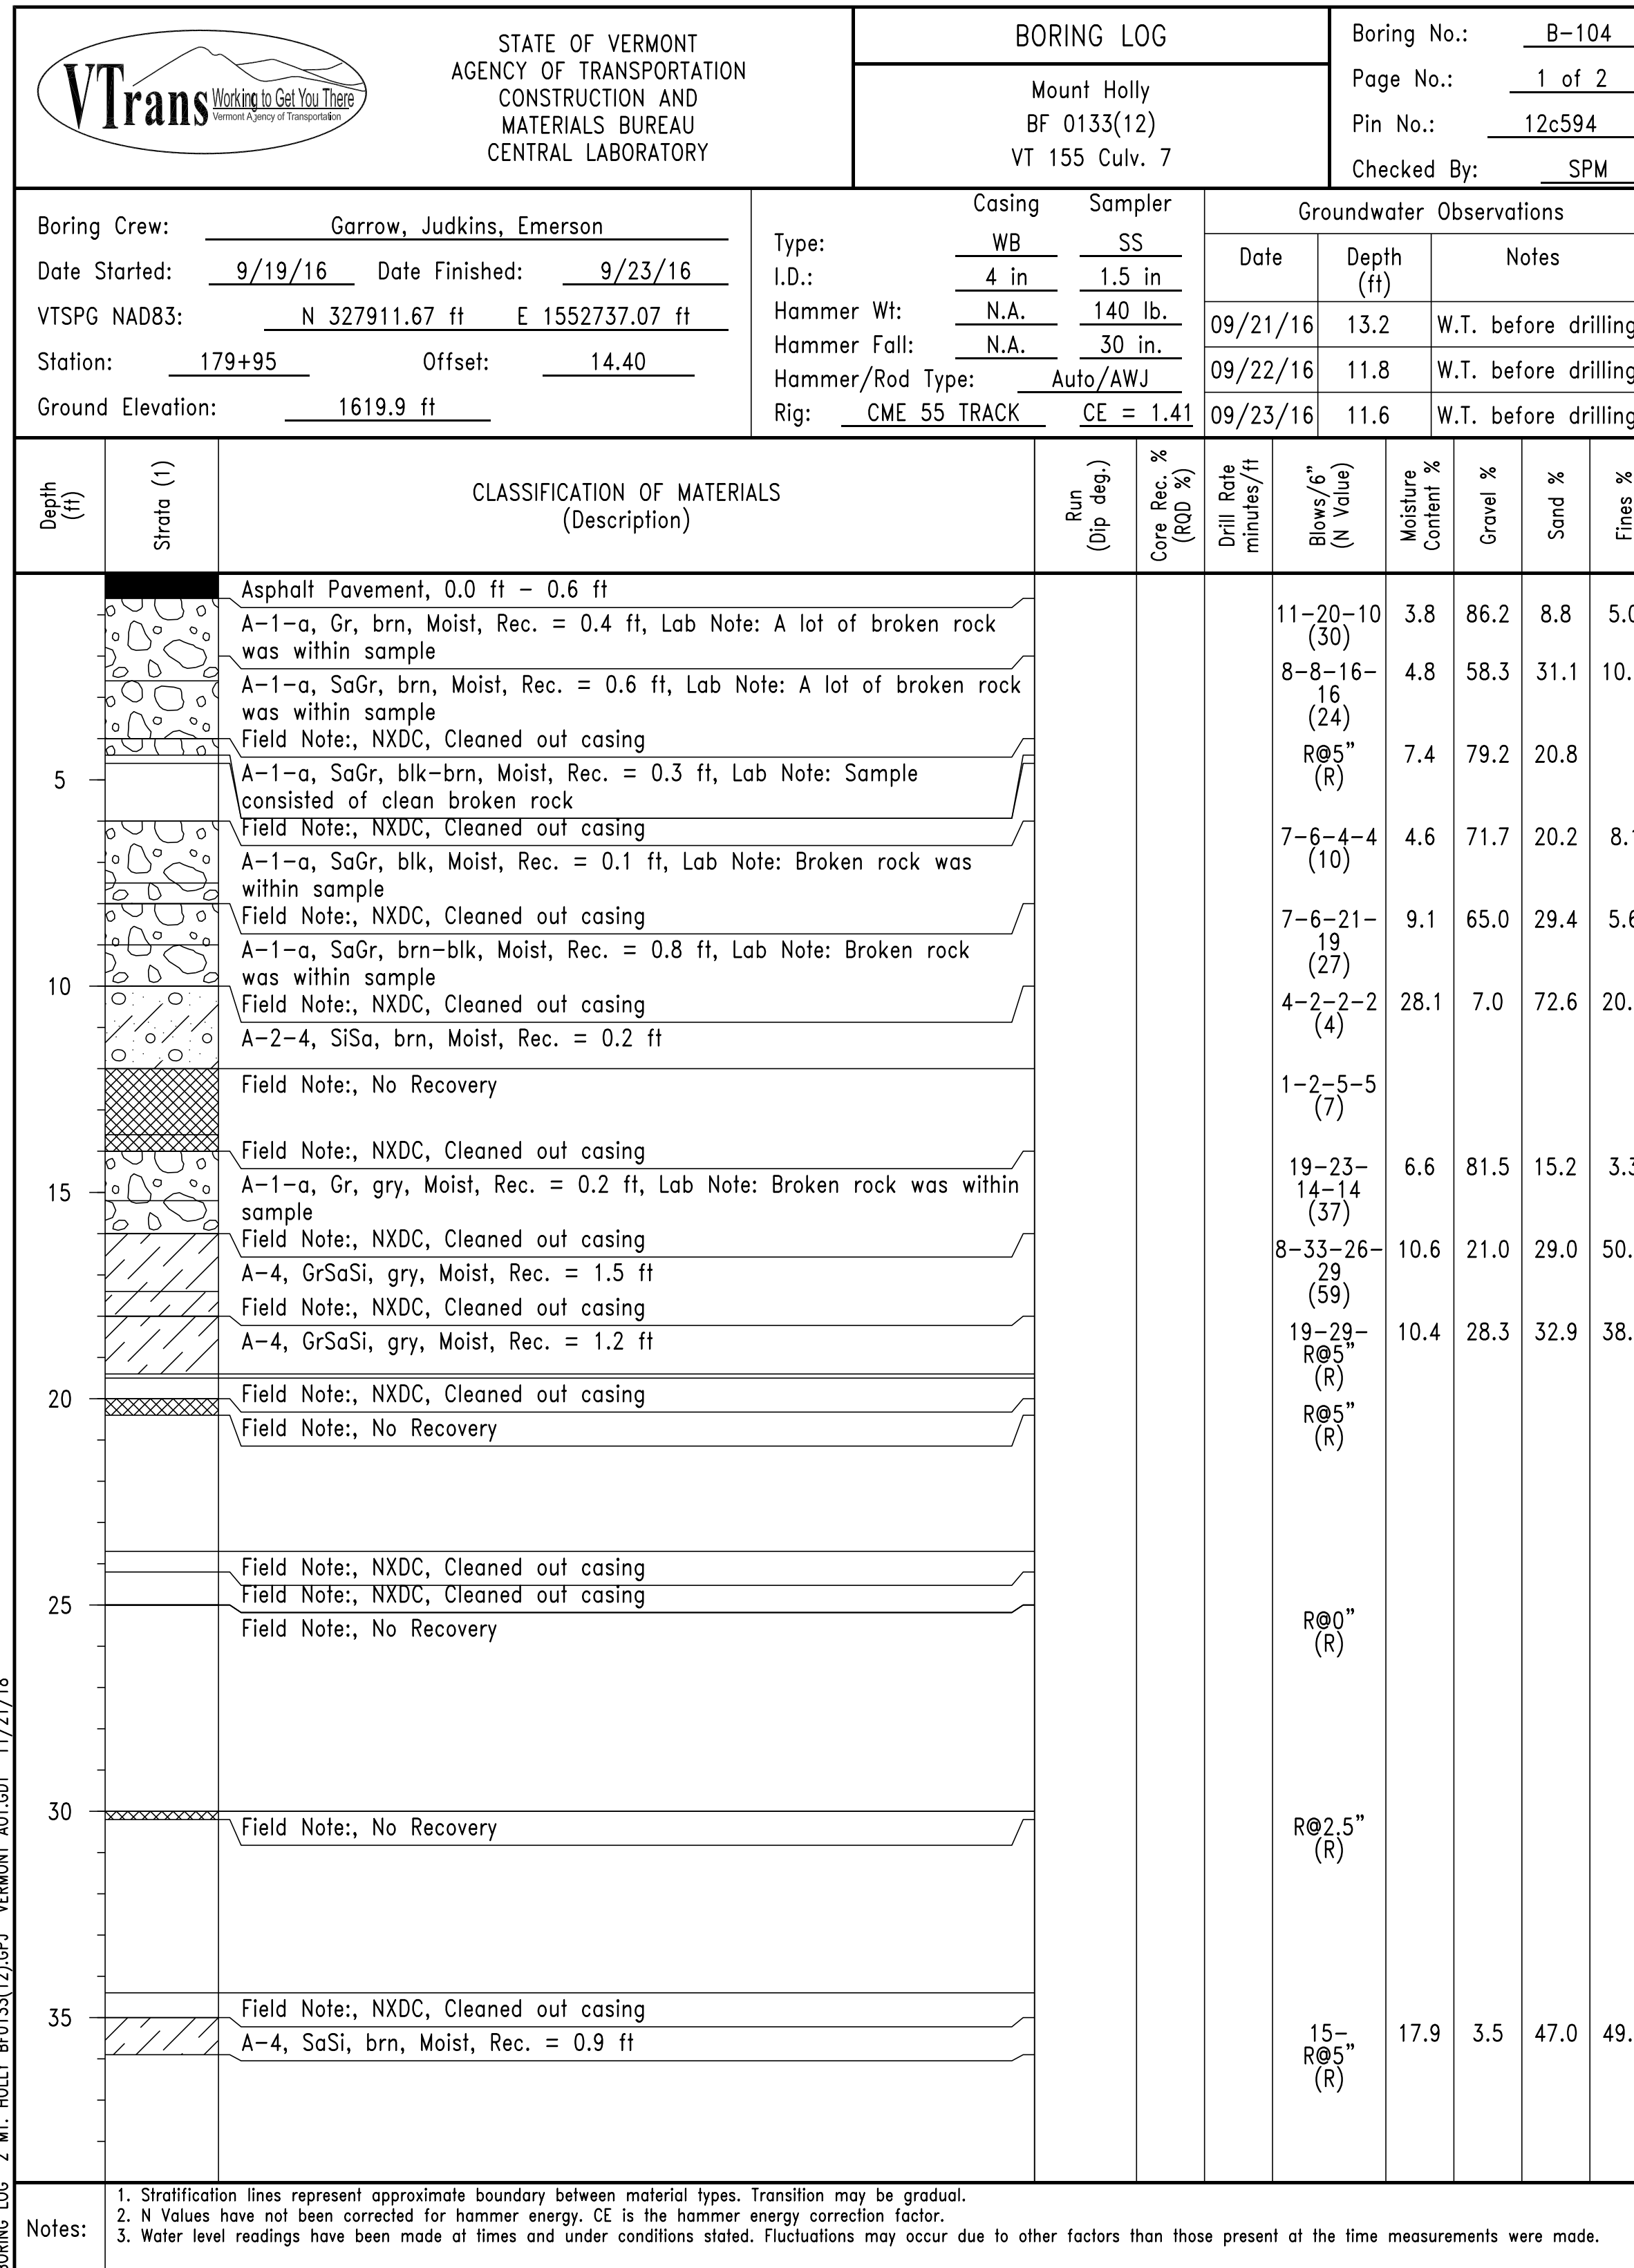 VTrans Working to Get You There
Vermont Agency of Transportation
STATE OF VERMONT
AGENCY OF TRANSPORTATION
CONSTRUCTION AND
MATERIALS BUREAU
CENTRAL LABORATORY
BORING LOG
Mount Holly
BF 0133(12)
VT 155 Culv. 7
Boring No.: B-104
Page No.: 1 of 2
Pin No.: 12c594
Checked By: SPM
Boring Crew: Garrow, Judkins, Emerson
Date Started: 9/19/16 Date Finished: 9/23/16
VTSPG NAD83: N 327911.67 ft E 1552737.07 ft
Station: 179+95 Offset: 14.40
Ground Elevation: 1619.9 ft
Casing Sampler
Type: WB SS
I.D.: 4 in 1.5 in
Hammer Wt: N.A. 140 lb.
Hammer Fall: N.A. 30 in.
Hammer/Rod Type: Auto/AWJ
Rig: CME 55 TRACK CE = 1.41
Groundwater Observations
Date Depth (ft) Notes
09/21/16 13.2 W.T. before drilling
09/22/16 11.8 W.T. before drilling
09/23/16 11.6 W.T. before drilling
Depth (ft)
Strata (1)
CLASSIFICATION OF MATERIALS
(Description)
Run (Dip deg.)
Core Rec. % (RQD %)
Drill Rate minutes/ft
Blows/6" (N Value)
Moisture Content %
Gravel %
Sand %
Fines %
Asphalt Pavement, 0.0 ft - 0.6 ft
A-1-a, Gr, brn, Moist, Rec. = 0.4 ft, Lab Note: A lot of broken rock 11-20-10 3.8 86.2 8.8 5.0
was within sample (30)
A-1-a, SaGr, brn, Moist, Rec. = 0.6 ft, Lab Note: A lot of broken rock 8-8-16- 4.8 58.3 31.1 10.
was within sample 16
(24)
Field Note:, NXDC, Cleaned out casing R@5" 7.4 79.2 20.8
(R)
5 A-1-a, SaGr, blk-brn, Moist, Rec. = 0.3 ft, Lab Note: Sample
consisted of clean broken rock
Field Note:, NXDC, Cleaned out casing 7-6-4-4 4.6 71.7 20.2 8.1
(10)
A-1-a, SaGr, blk, Moist, Rec. = 0.1 ft, Lab Note: Broken rock was
within sample
Field Note:, NXDC, Cleaned out casing 7-6-21- 9.1 65.0 29.4 5.6
19
A-1-a, SaGr, brn-blk, Moist, Rec. = 0.8 ft, Lab Note: Broken rock (27)
was within sample
10 Field Note:, NXDC, Cleaned out casing 4-2-2-2 28.1 7.0 72.6 20.
(4)
A-2-4, SiSa, brn, Moist, Rec. = 0.2 ft
Field Note:, No Recovery 1-2-5-5
(7)
Field Note:, NXDC, Cleaned out casing 19-23- 6.6 81.5 15.2 3.3
15 A-1-a, Gr, gry, Moist, Rec. = 0.2 ft, Lab Note: Broken rock was within 14-14
sample (37)
Field Note:, NXDC, Cleaned out casing 8-33-26- 10.6 21.0 29.0 50.
A-4, GrSaSi, gry, Moist, Rec. = 1.5 ft 29
(59)
Field Note:, NXDC, Cleaned out casing
A-4, GrSaSi, gry, Moist, Rec. = 1.2 ft 19-29- 10.4 28.3 32.9 38.
R@5"
(R)
20 Field Note:, NXDC, Cleaned out casing
Field Note:, No Recovery R@5"
(R)
Field Note:, NXDC, Cleaned out casing
25 Field Note:, NXDC, Cleaned out casing
Field Note:, No Recovery R@0"
(R)
30 Field Note:, No Recovery R@2.5"
(R)
35 Field Note:, NXDC, Cleaned out casing
A-4, SaSi, brn, Moist, Rec. = 0.9 ft 15- 17.9 3.5 47.0 49.
R@5"
(R)
Notes:
1. Stratification lines represent approximate boundary between material types. Transition may be gradual.
2. N Values have not been corrected for hammer energy. CE is the hammer energy correction factor.
3. Water level readings have been made at times and under conditions stated. Fluctuations may occur due to other factors than those present at the time measurements were made.
BORING LOG 2 MT. HOLLY BF0133(12).GPJ VERMONT AOT.GDT 11/21/16